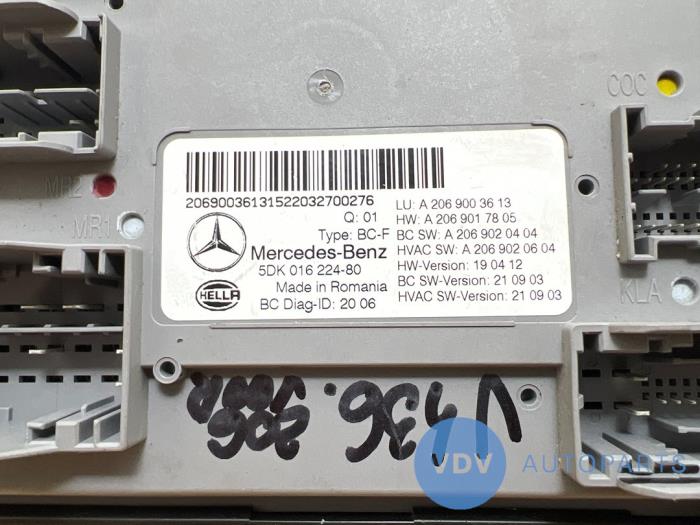 COC
MR2
MR1
KLA
20690036131522032700276
Q: 01
Type: BC-F
Mercedes-Benz
5DK 016 224-80
Made in Romania
BC Diag-ID: 20 06
HELLA
LU: A 206 900 36 13
HW: A 206 901 78 05
BC SW: A 206 902 04 04
HVAC SW: A 206 902 06 04
HW-Version: 19 04 12
BC SW-Version: 21 09 03
HVAC SW-Version: 21 09 03
206
VDV AUTOPARTS